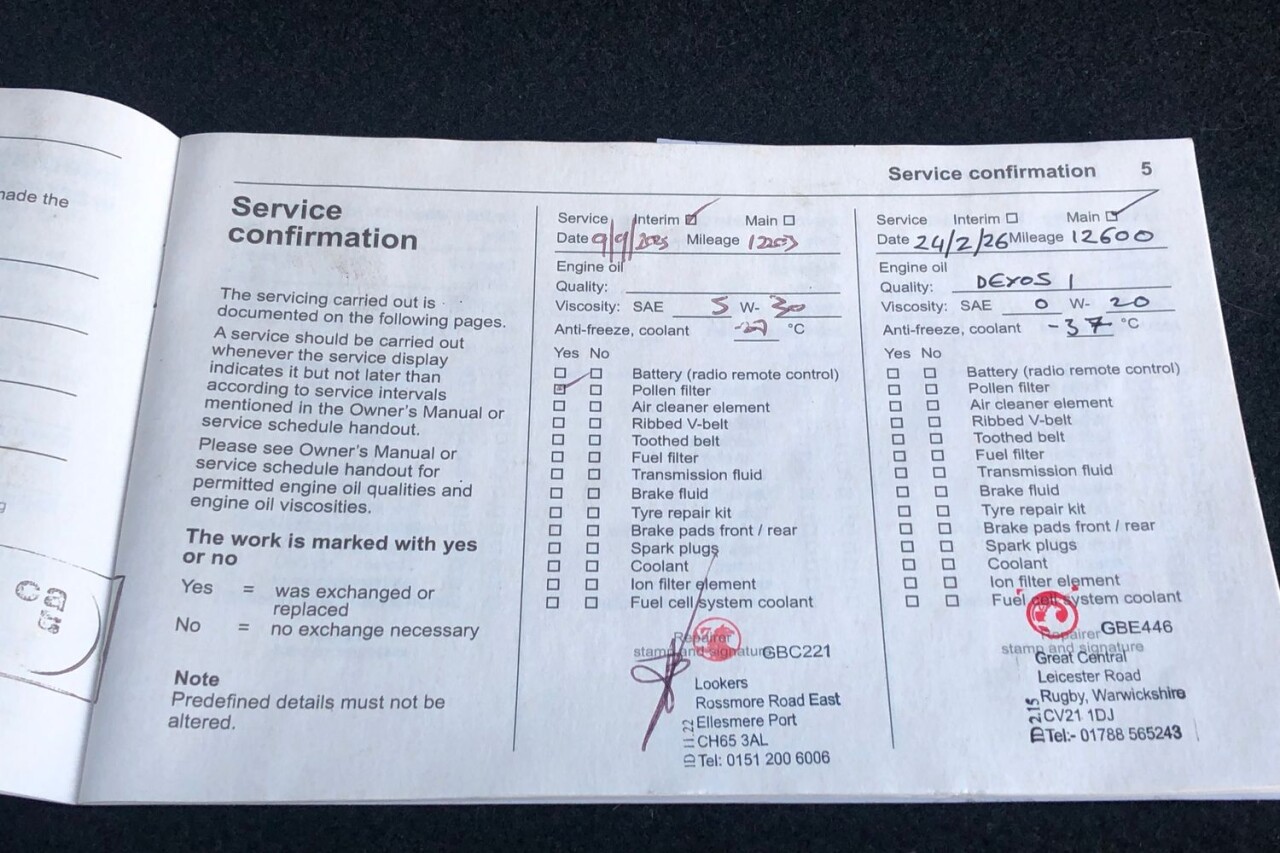 ade the
Service confirmation 5
Service
confirmation
The servicing carried out is
documented on the following pages.
A service should be carried out
whenever the service display
indicates it but not later than
according to service intervals
mentioned in the Owner's Manual or
service schedule handout.
Please see Owner's Manual or
service schedule handout for
permitted engine oil qualities and
engine oil viscosities.
The work is marked with yes
or no
Yes = was exchanged or
replaced
No = no exchange necessary
Note
Predefined details must not be
altered.
Service Interim Main
Date 9/9/2025 Mileage 12203
Engine oil
Quality:
Viscosity: SAE 5 W- 30
Anti-freeze, coolant °C
Yes No
Battery (radio remote control)
Pollen filter
Air cleaner element
Ribbed V-belt
Toothed belt
Fuel filter
Transmission fluid
Brake fluid
Tyre repair kit
Brake pads front / rear
Spark plugs
Coolant
Ion filter element
Fuel cell system coolant
Repairer
stamp and signature GBC221
Lookers
Rossmore Road East
Ellesmere Port
CH65 3AL
Tel: 0151 200 6006
ID 11 22
Service Interim Main
Date 24/2/26 Mileage 12600
Engine oil
Quality: DEXOS 1
Viscosity: SAE 0 W- 20
Anti-freeze, coolant -37 °C
Yes No
Battery (radio remote control)
Pollen filter
Air cleaner element
Ribbed V-belt
Toothed belt
Fuel filter
Transmission fluid
Brake fluid
Tyre repair kit
Brake pads front / rear
Spark plugs
Coolant
Ion filter element
Fuel cell system coolant
Repairer GBE446
stamp and signature
Great Central
Leicester Road
Rugby, Warwickshire
CV21 1DJ
Tel:- 01788 565243